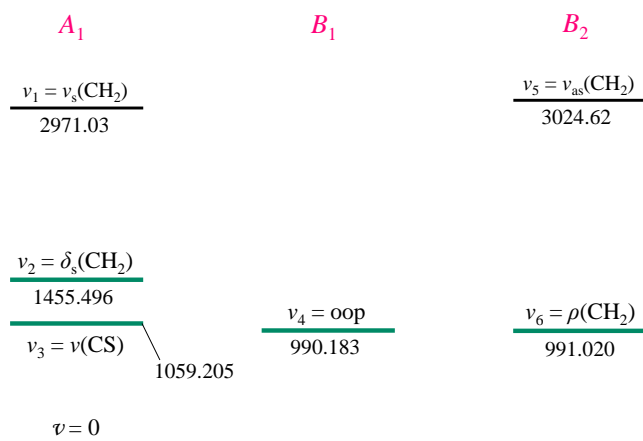 A₁ B₁ B₂
v₁ = vₛ(CH₂)
2971.03
v₅ = vₐₛ(CH₂)
3024.62
v₂ = δₛ(CH₂)
1455.496
v₃ = v(CS)
1059.205
v₄ = oop
990.183
v₆ = ρ(CH₂)
991.020
v = 0